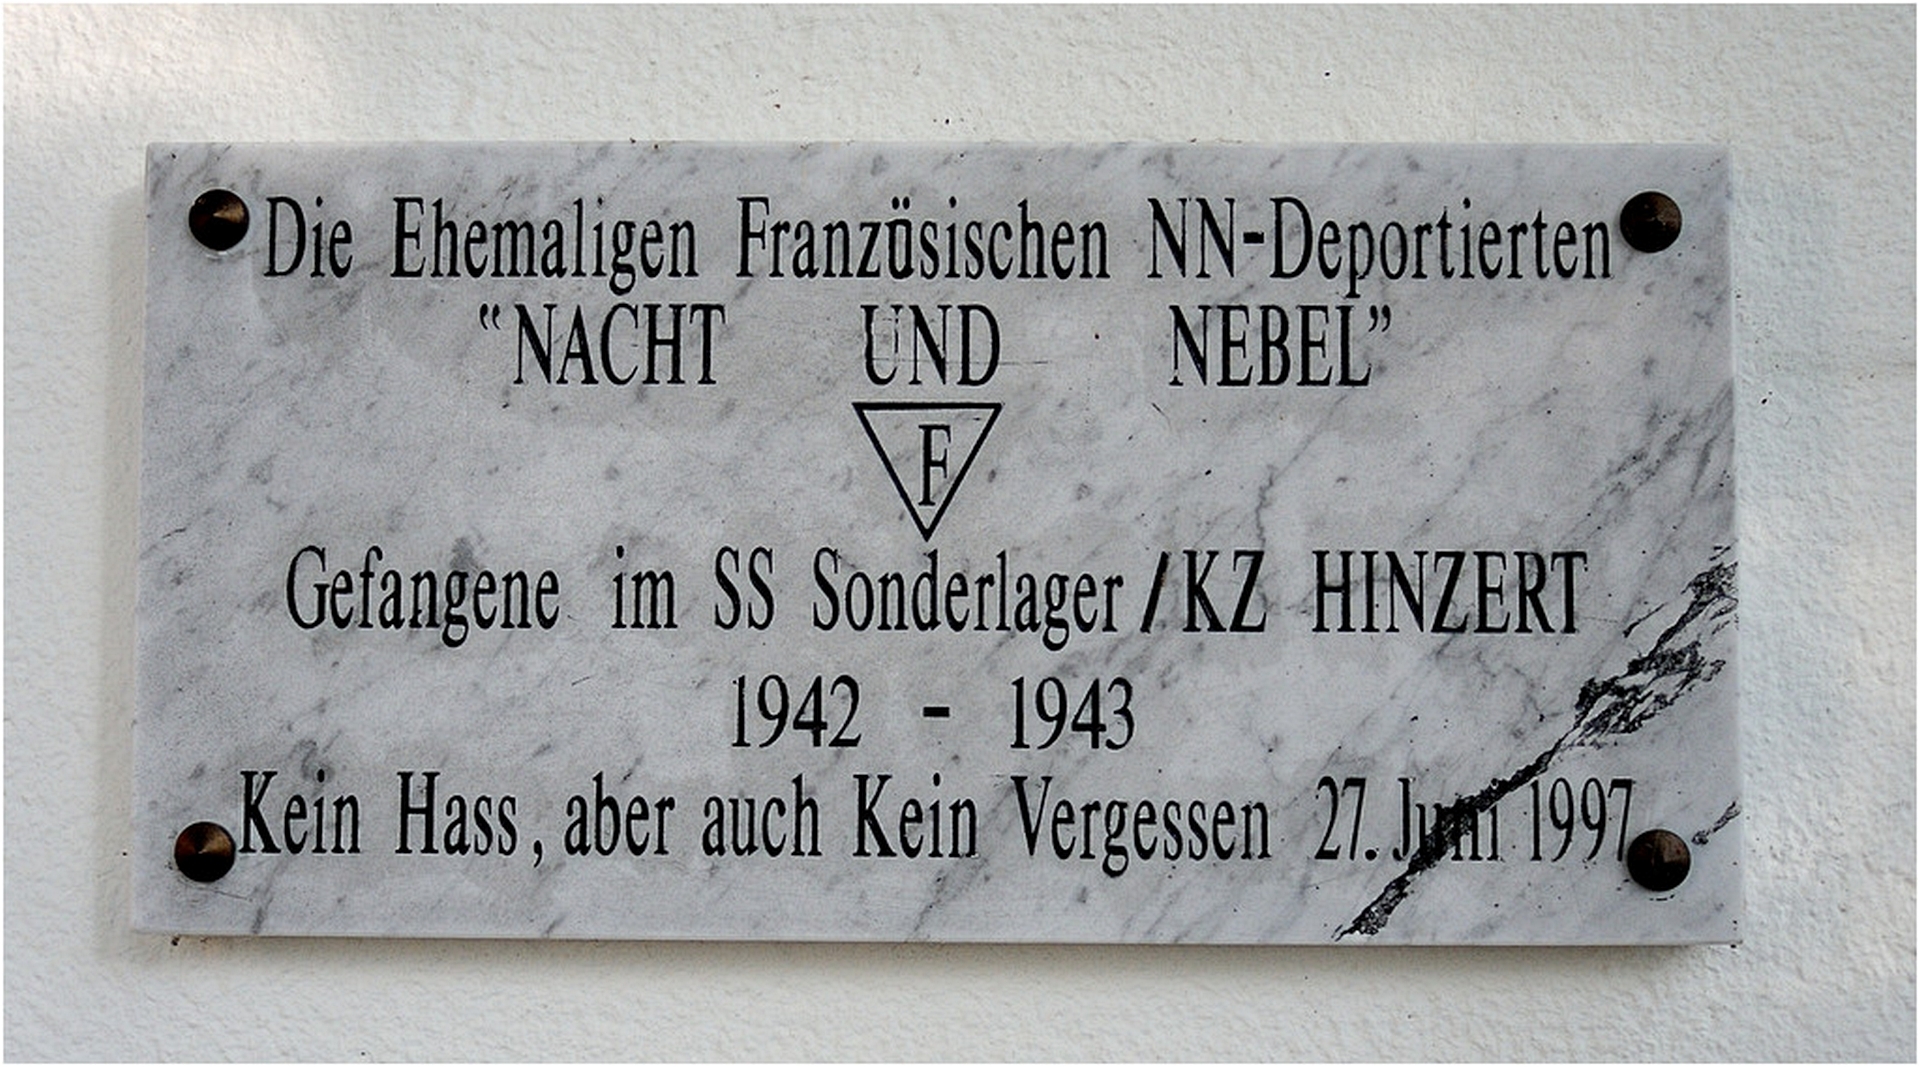 Die Ehemaligen Französischen NN-Deportierten
“NACHT UND NEBEL”
F
Gefangene im SS Sonderlager/KZ HINZERT
1942 - 1943
Kein Hass, aber auch Kein Vergessen 27. Juni 1997